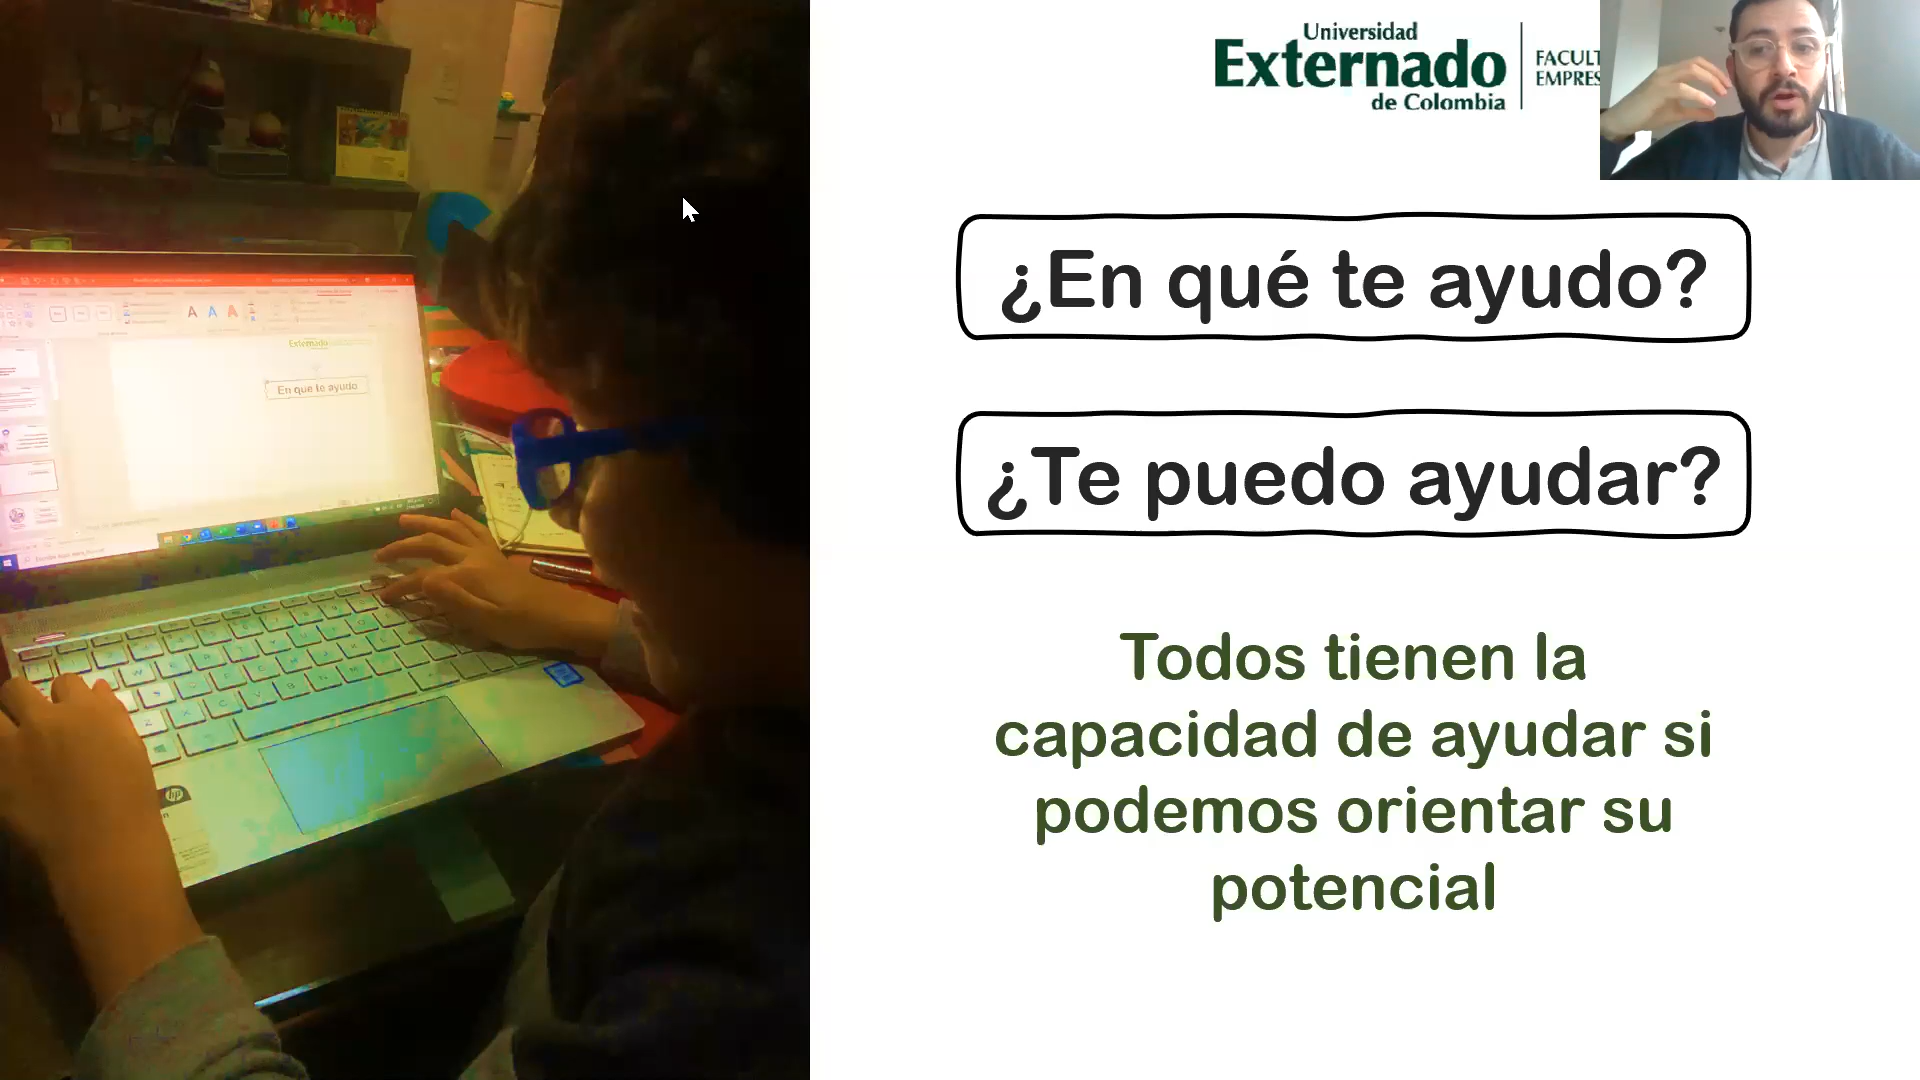 Universidad
Externado
de Colombia
FACULT
EMPRES
¿En qué te ayudo?
¿Te puedo ayudar?
Todos tienen la
capacidad de ayudar si
podemos orientar su
potencial
Externado
En que te ayudo
hp